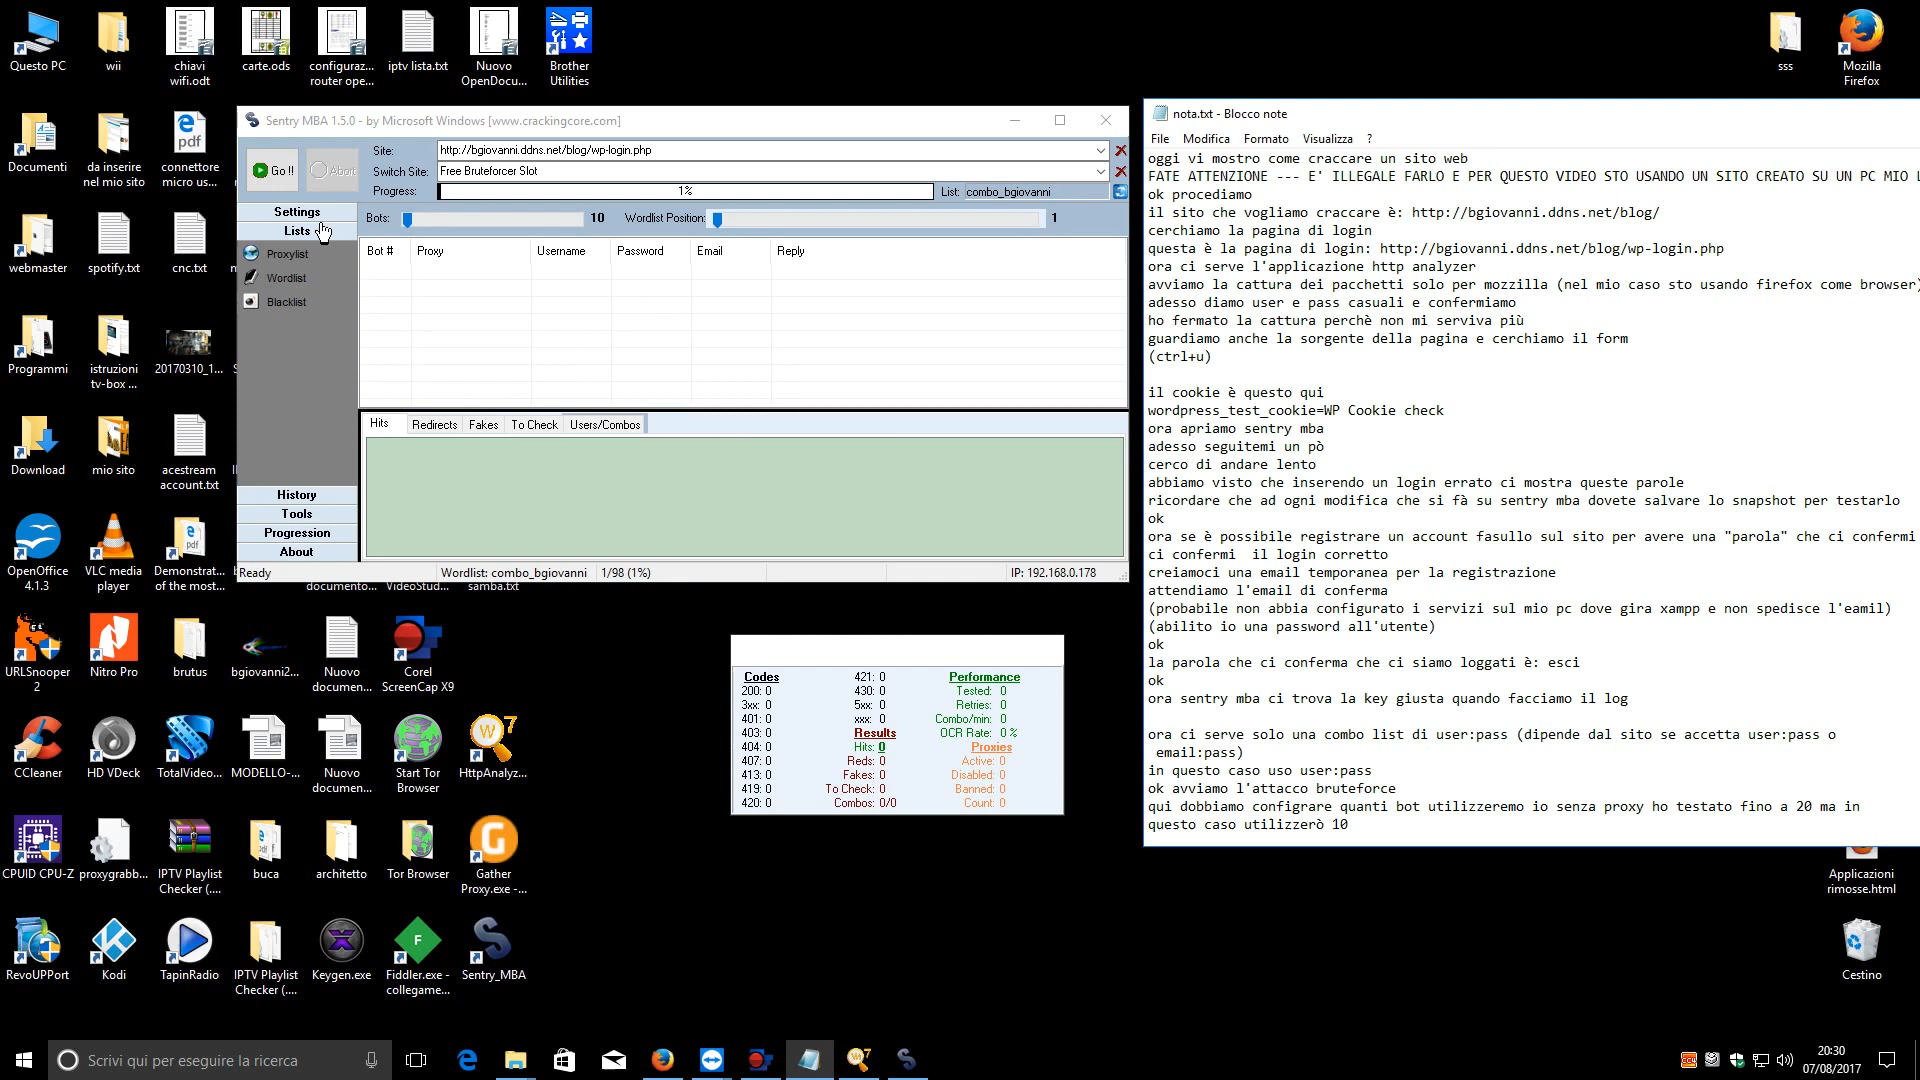 Questo PC
wii
chiavi wifi.odt
carte.ods
configuraz... router ope...
iptv lista.txt
Nuovo OpenDocu...
Brother Utilities
sss
Mozilla Firefox
Documenti
da inserire nel mio sito
connettore micro us...
webmaster
spotify.txt
cnc.txt
Programmi
istruzioni tv-box ...
20170310_1...
Download
mio sito
acestream account.txt
OpenOffice 4.1.3
VLC media player
Demonstrat... of the most...
documento...
VideoStud...
samba.txt
URLSnooper 2
Nitro Pro
brutus
bgiovanni2...
Nuovo documen...
Corel ScreenCap X9
CCleaner
HD VDeck
TotalVideo...
MODELLO-...
Nuovo documen...
Start Tor Browser
HttpAnalyz...
CPUID CPU-Z
proxygrabb...
IPTV Playlist Checker (....
buca
architetto
Tor Browser
Gather Proxy.exe -...
RevoUPPort
Kodi
TapinRadio
IPTV Playlist Checker (....
Keygen.exe
Fiddler.exe - collegame...
Sentry_MBA
Applicazioni rimosse.html
Cestino
Sentry MBA 1.5.0 - by Microsoft Windows [www.crackingcore.com]
Go !!
Abort
Site:
http://bgiovanni.ddns.net/blog/wp-login.php
Switch Site:
Free Bruteforcer Slot
Progress:
1%
List: combo_bgiovanni
Settings
Lists
Proxylist
Wordlist
Blacklist
History
Tools
Progression
About
Bots: 10
Wordlist Position: 1
Bot # Proxy Username Password Email Reply
Hits Redirects Fakes To Check Users/Combos
Ready
Wordlist: combo_bgiovanni
1/98 (1%)
IP: 192.168.0.178
Codes 421: 0 Performance
200: 0 430: 0 Tested: 0
3xx: 0 5xx: 0 Retries: 0
401: 0 xxx: 0 Combo/min: 0
403: 0 Results OCR Rate: 0 %
404: 0 Hits: 0 Proxies
407: 0 Reds: 0 Active: 0
413: 0 Fakes: 0 Disabled: 0
419: 0 To Check: 0 Banned: 0
420: 0 Combos: 0/0 Count: 0
nota.txt - Blocco note
File Modifica Formato Visualizza ?
oggi vi mostro come craccare un sito web
FATE ATTENZIONE --- E' ILLEGALE FARLO E PER QUESTO VIDEO STO USANDO UN SITO CREATO SU UN PC MIO
ok procediamo
il sito che vogliamo craccare è: http://bgiovanni.ddns.net/blog/
cerchiamo la pagina di login
questa è la pagina di login: http://bgiovanni.ddns.net/blog/wp-login.php
ora ci serve l'applicazione http analyzer
avviamo la cattura dei pacchetti solo per mozzilla (nel mio caso sto usando firefox come browser)
adesso diamo user e pass casuali e confermiamo
ho fermato la cattura perchè non mi serviva più
guardiamo anche la sorgente della pagina e cerchiamo il form
(ctrl+u)
il cookie è questo qui
wordpress_test_cookie=WP Cookie check
ora apriamo sentry mba
adesso seguitemi un pò
cerco di andare lento
abbiamo visto che inserendo un login errato ci mostra queste parole
ricordare che ad ogni modifica che si fà su sentry mba dovete salvare lo snapshot per testarlo
ok
ora se è possibile registrare un account fasullo sul sito per avere una "parola" che ci confermi
ci confermi  il login corretto
creiamoci una email temporanea per la registrazione
attendiamo l'email di conferma
(probabile non abbia configurato i servizi sul mio pc dove gira xampp e non spedisce l'eamil)
(abilito io una password all'utente)
ok
la parola che ci conferma che ci siamo loggati è: esci
ok
ora sentry mba ci trova la key giusta quando facciamo il log
ora ci serve solo una combo list di user:pass (dipende dal sito se accetta user:pass o
email:pass)
in questo caso uso user:pass
ok avviamo l'attacco bruteforce
qui dobbiamo configrare quanti bot utilizzeremo io senza proxy ho testato fino a 20 ma in
questo caso utilizzerò 10
Scrivi qui per eseguire la ricerca
20:30
07/08/2017